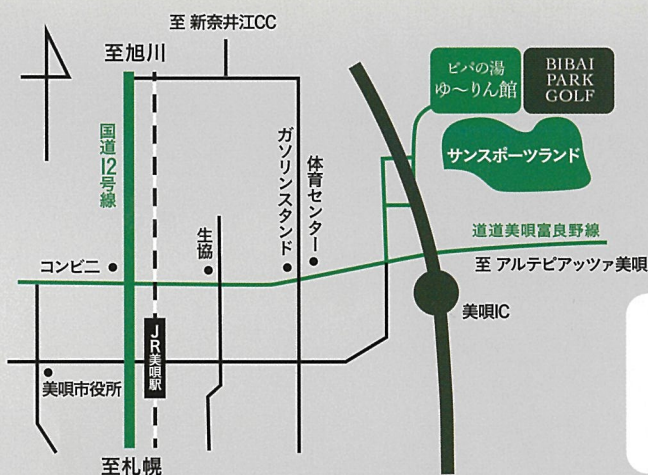 至 新奈井江CC
至旭川
ピパの湯
ゆ〜りん館
BIBAI
PARK
GOLF
国道12号線
ガソリンスタンド
体育センター
サンスポーツランド
生協
道道美唄富良野線
コンビニ
至 アルテピアッツァ美唄
美唄IC
JR美唄駅
美唄市役所
至札幌